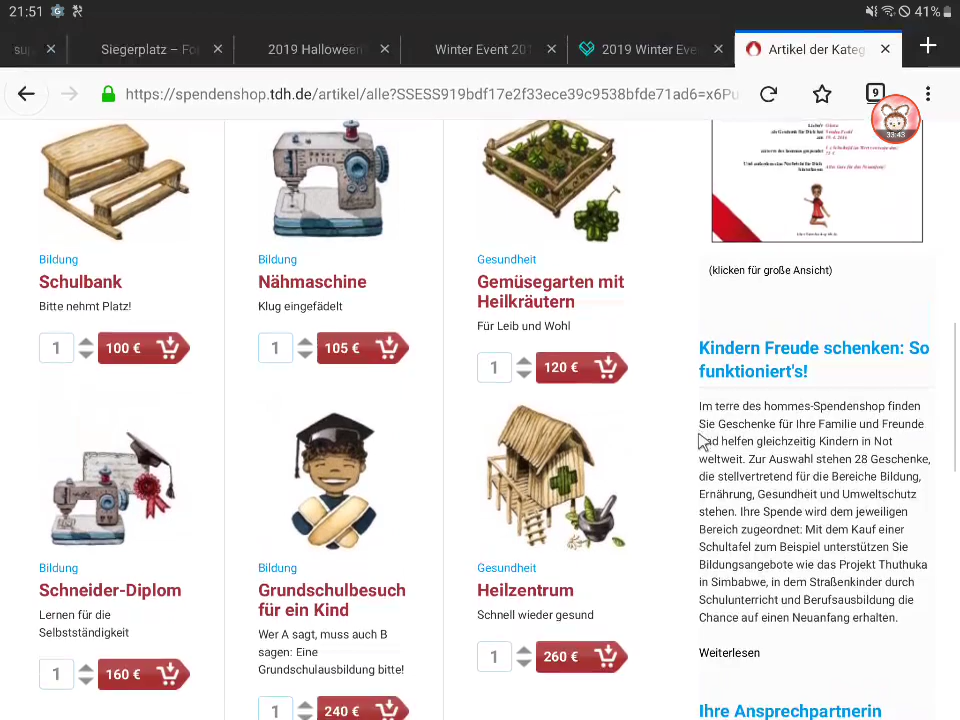 21:51
41%
Siegerplatz – Fo
2019 Halloween
Winter Event 201
2019 Winter Eve
Artikel der Kateg
https://spendenshop.tdh.de/artikel/alle?SSESS919bdf17e2f33ece39c9538bfde71ad6=x6Pu
9
33:43
Bildung
Schulbank
Bitte nehmt Platz!
1
100 €
Bildung
Nähmaschine
Klug eingefädelt
1
105 €
Gesundheit
Gemüsegarten mit
Heilkräutern
Für Leib und Wohl
1
120 €
Bildung
Schneider-Diplom
Lernen für die
Selbstständigkeit
1
160 €
Bildung
Grundschulbesuch
für ein Kind
Wer A sagt, muss auch B
sagen: Eine
Grundschulausbildung bitte!
1
240 €
Gesundheit
Heilzentrum
Schnell wieder gesund
1
260 €
(klicken für große Ansicht)
Kindern Freude schenken: So
funktioniert's!
Im terre des hommes-Spendenshop finden
Sie Geschenke für Ihre Familie und Freunde
und helfen gleichzeitig Kindern in Not
weltweit. Zur Auswahl stehen 28 Geschenke,
die stellvertretend für die Bereiche Bildung,
Ernährung, Gesundheit und Umweltschutz
stehen. Ihre Spende wird dem jeweiligen
Bereich zugeordnet: Mit dem Kauf einer
Schultafel zum Beispiel unterstützen Sie
Bildungsangebote wie das Projekt Thuthuka
in Simbabwe, in dem Straßenkinder durch
Schulunterricht und Berufsausbildung die
Chance auf einen Neuanfang erhalten.
Weiterlesen
Ihre Ansprechpartnerin